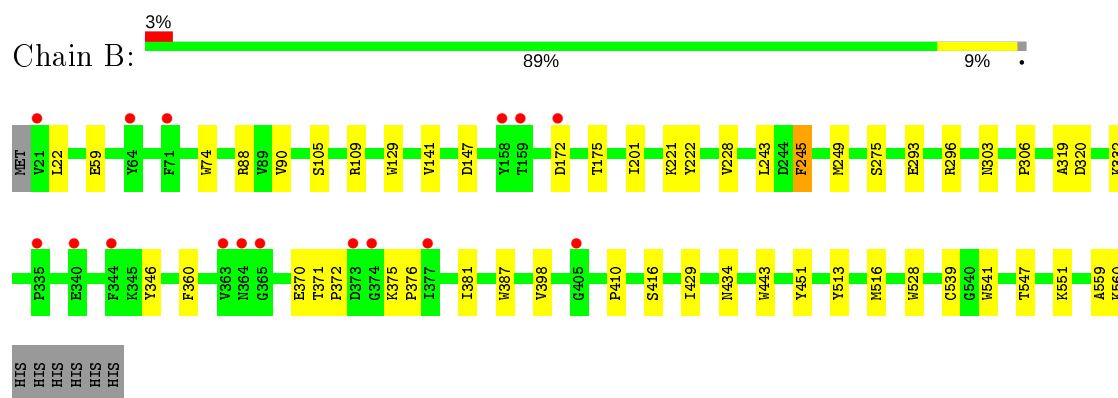 3%
Chain B:
89% 9% •
MET V21 L22 E59 Y64 F71 W74 R88 V89 V90 S105 R109 W129 V141 D147 Y158 T159 D172 T175 I201 K221 Y222 V228 L243 D244 F245 M249 S275 E293 R296 N303 P306 A319 D320 K332
P335 E340 F344 K345 Y346 F360 V363 N364 G365 E370 T371 P372 D373 G374 K375 P376 I377 I381 W387 V398 G405 P410 S416 I429 N434 W443 Y451 Y513 M516 W528 C539 G540 W541 T547 K551 A559 K560
HIS HIS HIS HIS HIS HIS